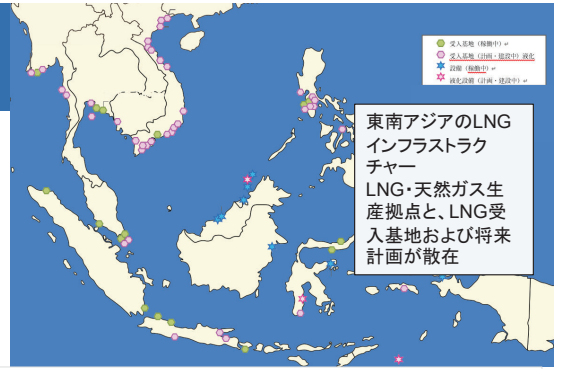 受入基地（稼働中）↵
受入基地（計画・建設中）液化
設備（稼働中）↵
液化設備（計画・建設中）↵
東南アジアのLNG
インフラストラク
チャー
LNG・天然ガス生
産拠点と、LNG受
入基地および将来
計画が散在